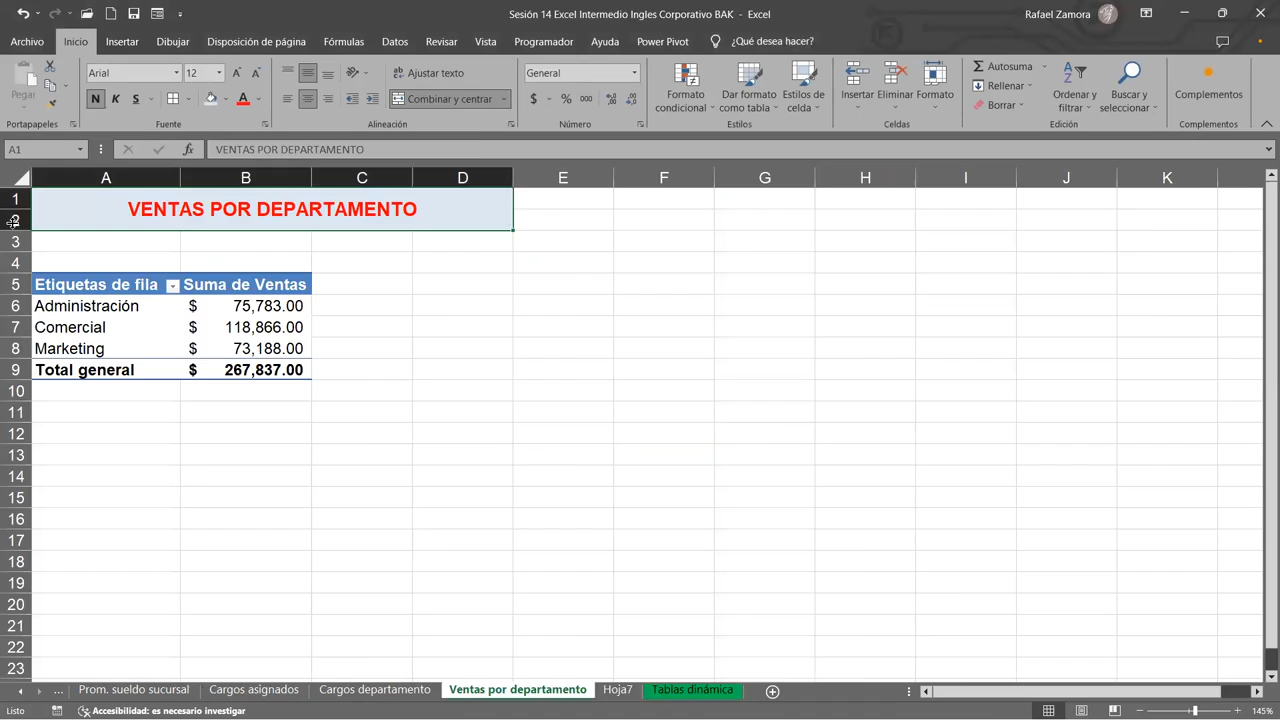 Sesión 14 Excel Intermedio Ingles Corporativo BAK - Excel
Rafael Zamora
Archivo Inicio Insertar Dibujar Disposición de página Fórmulas Datos Revisar Vista Programador Ayuda Power Pivot ¿Qué desea hacer?
Pegar
Arial 12
N K S
Ajustar texto
Combinar y centrar
General
$ % 000
Formato condicional
Dar formato como tabla
Estilos de celda
Insertar Eliminar Formato
Autosuma
Rellenar
Borrar
Ordenar y filtrar
Buscar y seleccionar
Complementos
Portapapeles Fuente Alineación Número Estilos Celdas Edición Complementos
A1 fx VENTAS POR DEPARTAMENTO
A B C D E F G H I J K
1
VENTAS POR DEPARTAMENTO
2
3
4
5 Etiquetas de fila Suma de Ventas
6 Administración $ 75,783.00
7 Comercial $ 118,866.00
8 Marketing $ 73,188.00
9 Total general $ 267,837.00
10
11
12
13
14
15
16
17
18
19
20
21
22
23
... Prom. sueldo sucursal Cargos asignados Cargos departamento Ventas por departamento Hoja7 Tablas dinámica
Listo Accesibilidad: es necesario investigar 145%